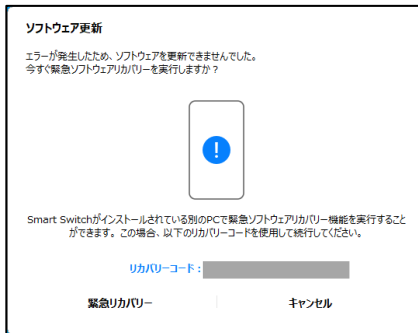 ソフトウェア更新
エラーが発生したため、ソフトウェアを更新できませんでした。
今すぐ緊急ソフトウェアリカバリーを実行しますか？
Smart Switchがインストールされている別のPCで緊急ソフトウェアリカバリー機能を実行すること
ができます。この場合、以下のリカバリーコードを使用して続行してください。
リカバリーコード：
緊急リカバリー
キャンセル